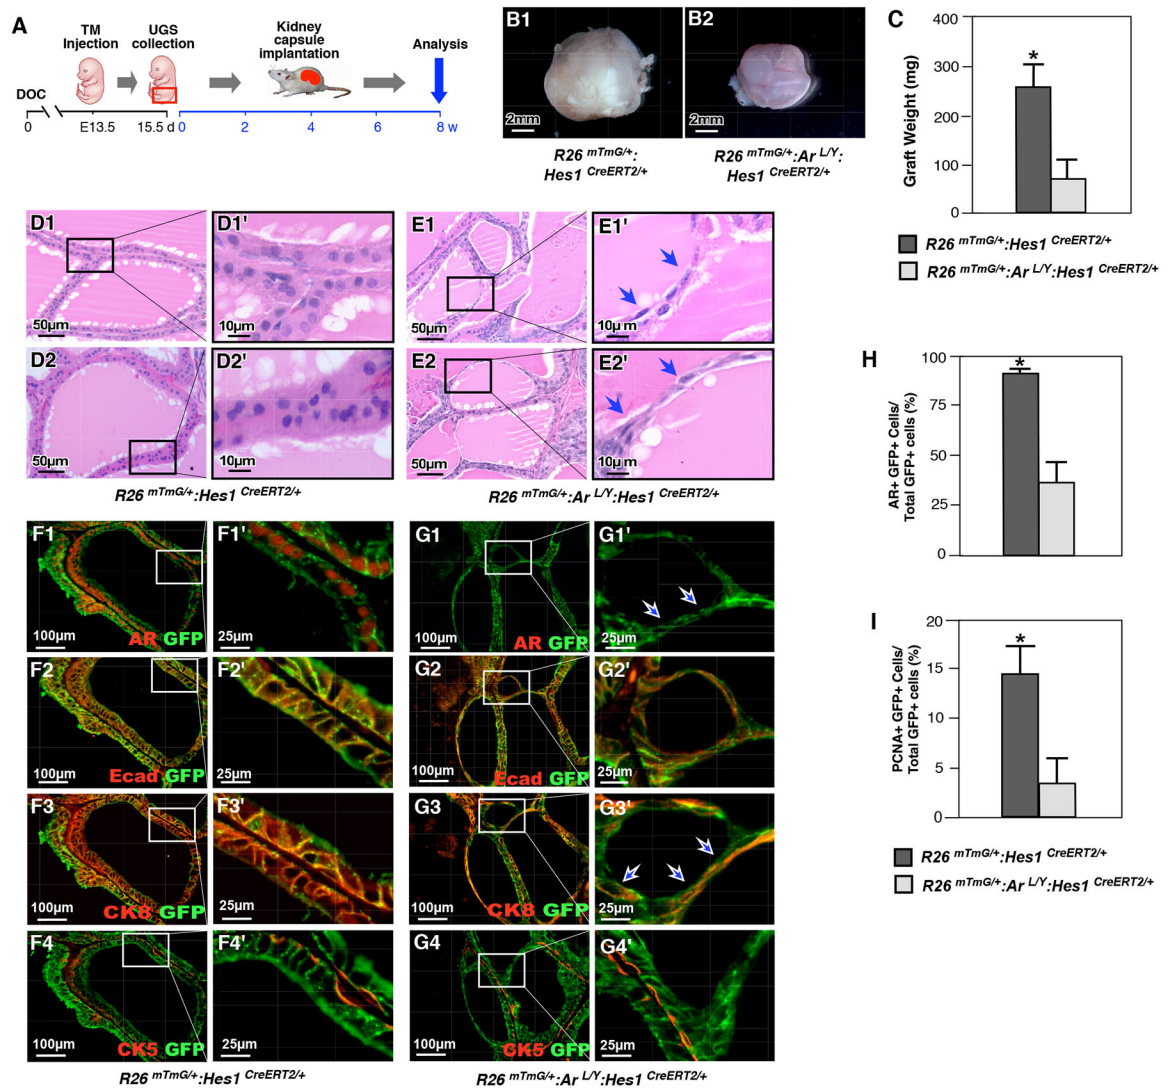 A
TM
Injection
UGS
collection
Kidney
capsule
implantation
Analysis
DOC
0
E13.5
15.5 d
0
2
4
6
8 w
B1
2mm
R26 mTmG/+:
Hes1 CreERT2/+
B2
2mm
R26 mTmG/+:Ar L/Y:
Hes1 CreERT2/+
C
Graft Weight (mg)
400
300
200
100
0
*
R26 mTmG/+:Hes1 CreERT2/+
R26 mTmG/+:Ar L/Y:Hes1 CreERT2/+
D1
50µm
D1'
10µm
E1
50µm
E1'
10µm
D2
50µm
D2'
10µm
E2
50µm
E2'
10µm
R26 mTmG/+:Hes1 CreERT2/+
R26 mTmG/+:Ar L/Y:Hes1 CreERT2/+
F1
100µm
AR GFP
F1'
25µm
G1
100µm
AR GFP
G1'
25µm
F2
100µm
Ecad GFP
F2'
25µm
G2
100µm
Ecad GFP
G2'
25µm
F3
100µm
CK8 GFP
F3'
25µm
G3
100µm
CK8 GFP
G3'
25µm
F4
100µm
CK5 GFP
F4'
25µm
G4
100µm
CK5 GFP
G4'
25µm
R26 mTmG/+:Hes1 CreERT2/+
R26 mTmG/+:Ar L/Y:Hes1 CreERT2/+
H
AR+ GFP+ Cells/
Total GFP+ cells (%)
100
75
50
25
0
*
I
PCNA+ GFP+ Cells/
Total GFP+ cells (%)
20
15
10
5
0
*
R26 mTmG/+:Hes1 CreERT2/+
R26 mTmG/+:Ar L/Y:Hes1 CreERT2/+